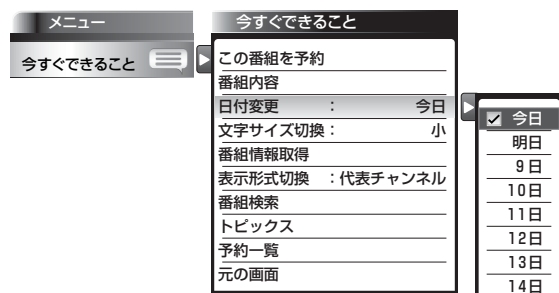 メニュー
今すぐできること
今すぐできること
この番組を予約
番組内容
日付変更 : 今日
文字サイズ切換 : 小
番組情報取得
表示形式切換 : 代表チャンネル
番組検索
トピックス
予約一覧
元の画面
今日
明日
9日
10日
11日
12日
13日
14日